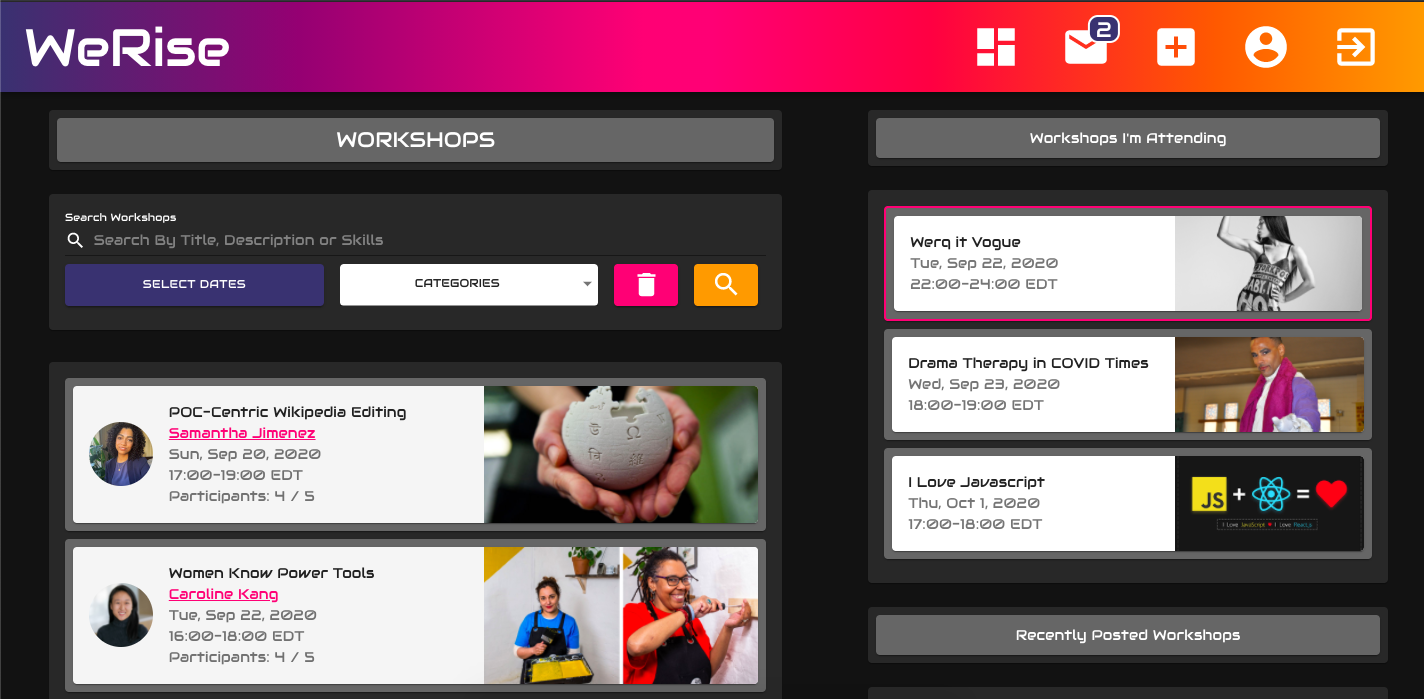 WeRise
2
WORKSHOPS
Search Workshops
Search By Title, Description or Skills
SELECT DATES
CATEGORIES
POC-Centric Wikipedia Editing
Samantha Jimenez
Sun, Sep 20, 2020
17:00-19:00 EDT
Participants: 4 / 5
Women Know Power Tools
Caroline Kang
Tue, Sep 22, 2020
16:00-18:00 EDT
Participants: 4 / 5
Workshops I'm Attending
Werq it Vogue
Tue, Sep 22, 2020
22:00-24:00 EDT
Drama Therapy in COVID Times
Wed, Sep 23, 2020
18:00-19:00 EDT
I Love Javascript
Thu, Oct 1, 2020
17:00-18:00 EDT
JS + =
I Love JavaScript I Love ReactJs
Recently Posted Workshops